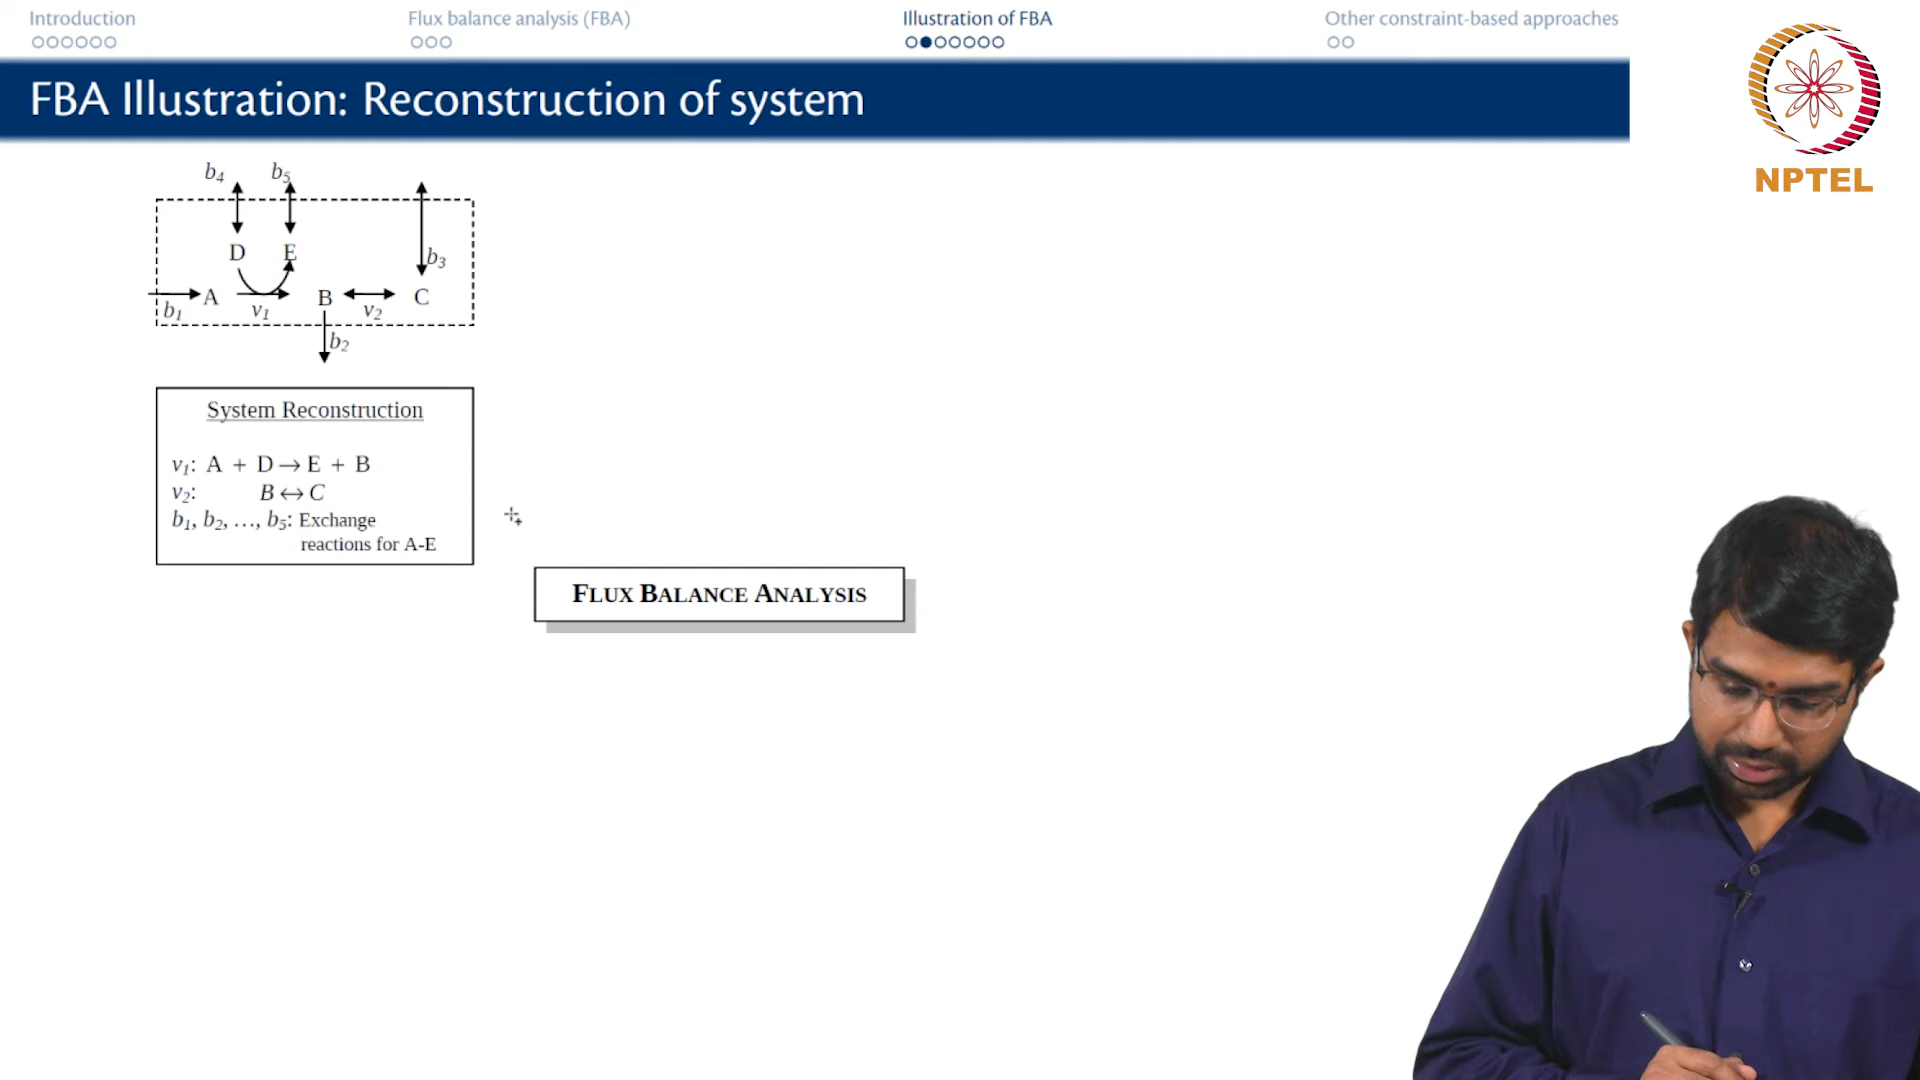 Introduction
Flux balance analysis (FBA)
Illustration of FBA
Other constraint-based approaches
FBA Illustration: Reconstruction of system
NPTEL
b4 b5
D E b3
A B C
b1 v1 v2
b2
System Reconstruction
v1: A + D → E + B
v2: B ↔ C
b1, b2, …, b5: Exchange
reactions for A-E
FLUX BALANCE ANALYSIS